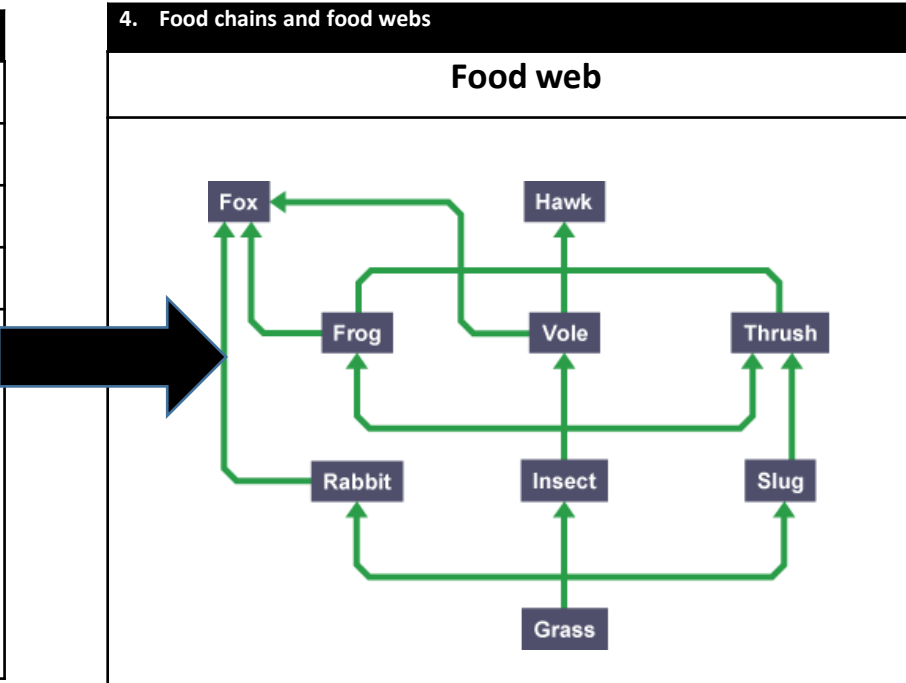 4. Food chains and food webs
Food web
Fox
Hawk
Frog
Vole
Thrush
Rabbit
Insect
Slug
Grass